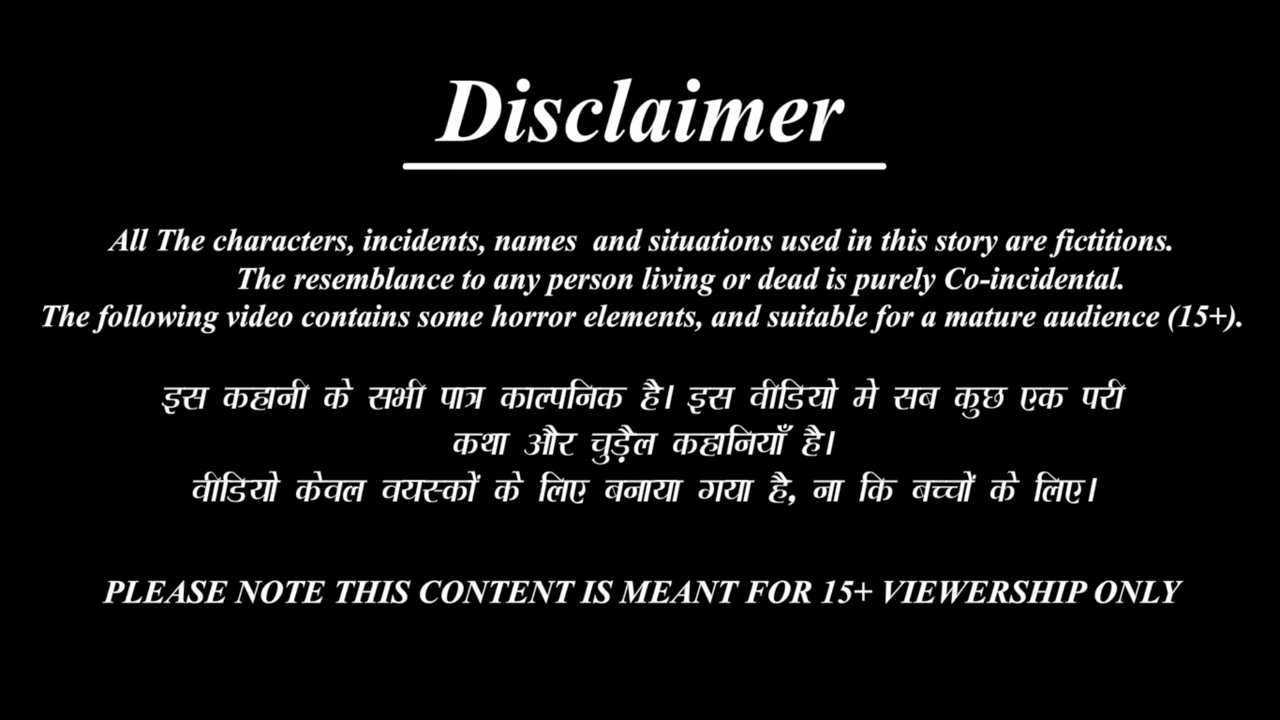 Disclaimer
All The characters, incidents, names and situations used in this story are fictitions.
The resemblance to any person living or dead is purely Co-incidental.
The following video contains some horror elements, and suitable for a mature audience (15+).
इस कहानी के सभी पात्र काल्पनिक है। इस वीडियो मे सब कुछ एक परी
कथा और चुड़ैल कहानियाँ है।
वीडियो केवल वयस्कों के लिए बनाया गया है, ना कि बच्चों के लिए।
PLEASE NOTE THIS CONTENT IS MEANT FOR 15+ VIEWERSHIP ONLY